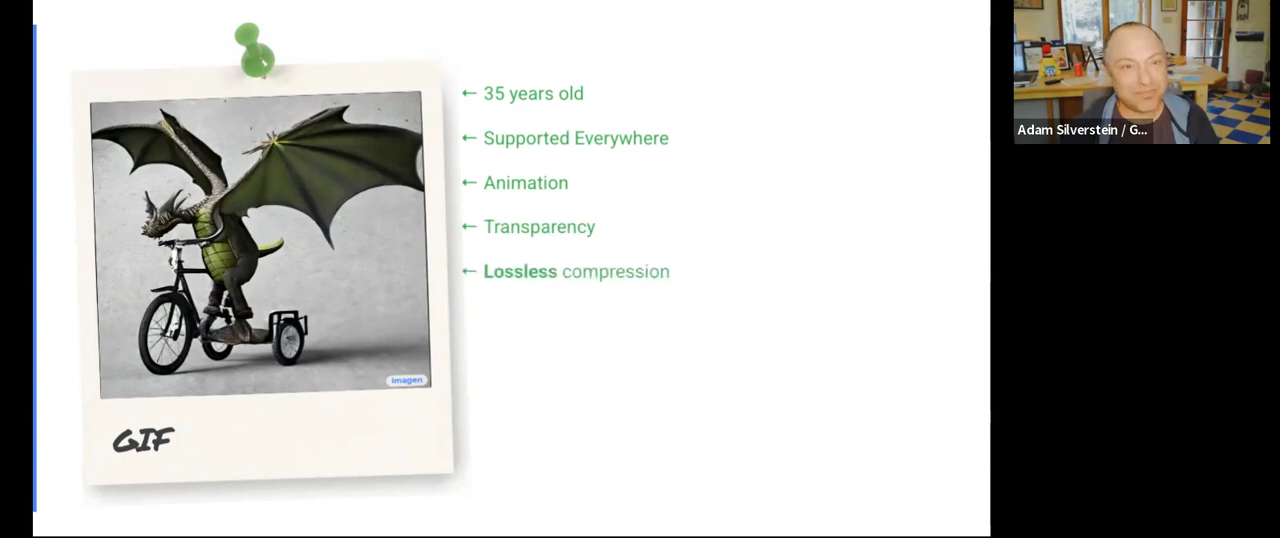 ← 35 years old
← Supported Everywhere
← Animation
← Transparency
← Lossless compression
Imagen
GIF
Adam Silverstein / G...